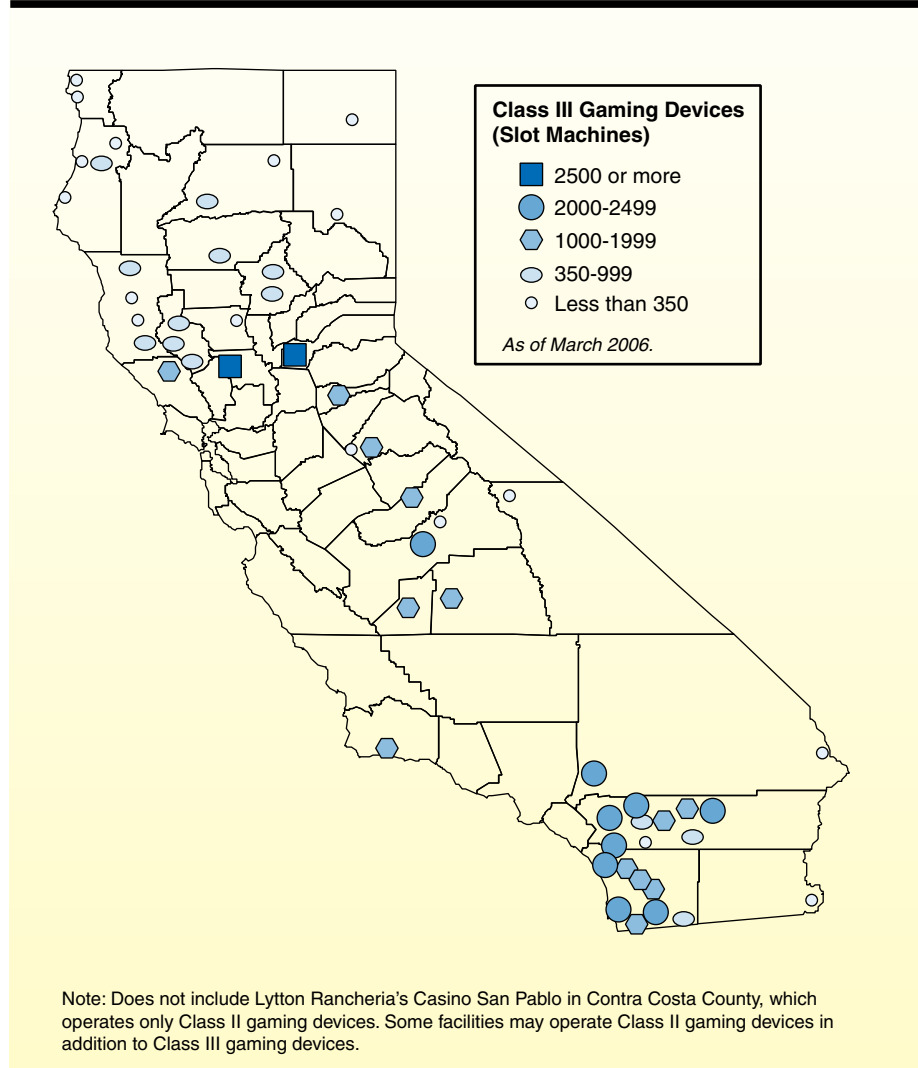 Class III Gaming Devices
(Slot Machines)
2500 or more
2000-2499
1000-1999
350-999
Less than 350
As of March 2006.
Note: Does not include Lytton Rancheria's Casino San Pablo in Contra Costa County, which
operates only Class II gaming devices. Some facilities may operate Class II gaming devices in
addition to Class III gaming devices.